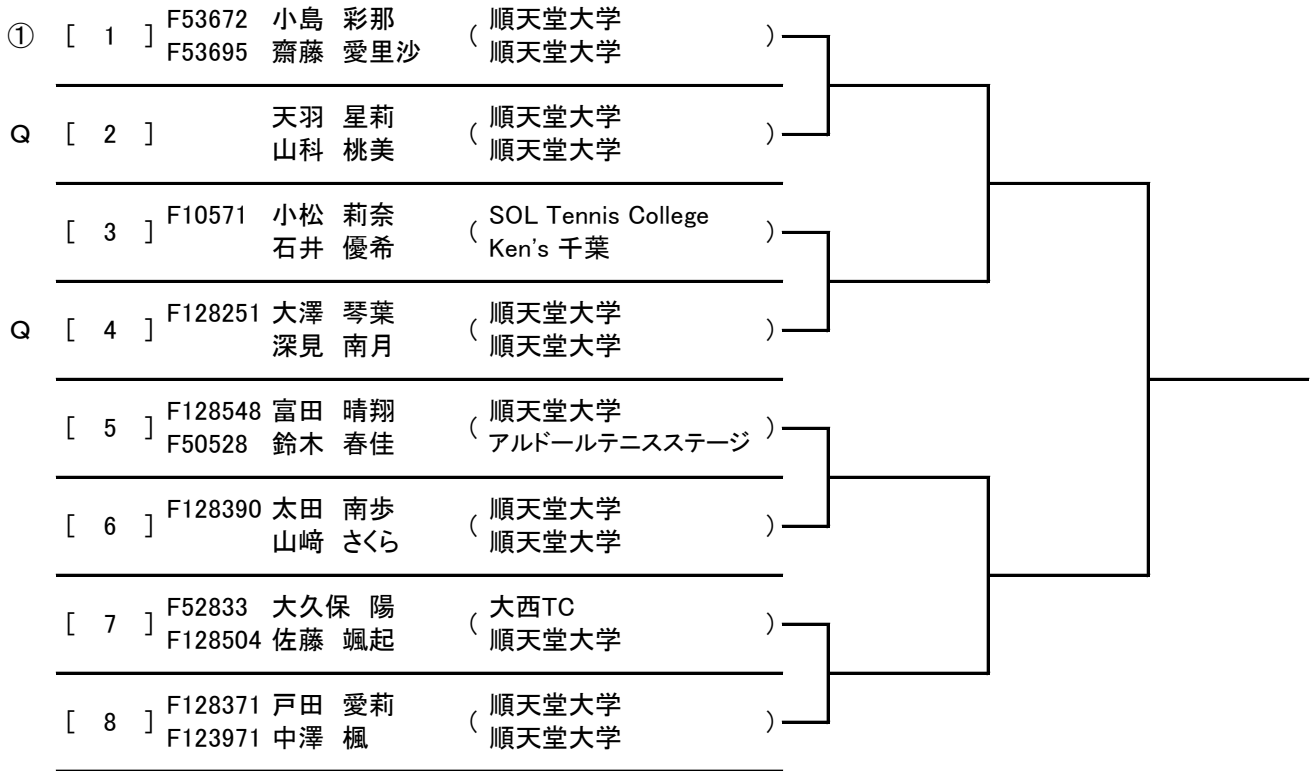 ① [ 1 ] F53672 小島 彩那 ( 順天堂大学 )
F53695 齋藤 愛里沙 順天堂大学
Q [ 2 ] 天羽 星莉 ( 順天堂大学 )
山科 桃美 順天堂大学
[ 3 ] F10571 小松 莉奈 ( SOL Tennis College )
石井 優希 Ken's 千葉
Q [ 4 ] F128251 大澤 琴葉 ( 順天堂大学 )
深見 南月 順天堂大学
[ 5 ] F128548 富田 晴翔 ( 順天堂大学 )
F50528 鈴木 春佳 アルドールテニスステージ
[ 6 ] F128390 太田 南歩 ( 順天堂大学 )
山﨑 さくら 順天堂大学
[ 7 ] F52833 大久保 陽 ( 大西TC )
F128504 佐藤 颯起 順天堂大学
[ 8 ] F128371 戸田 愛莉 ( 順天堂大学 )
F123971 中澤 楓 順天堂大学